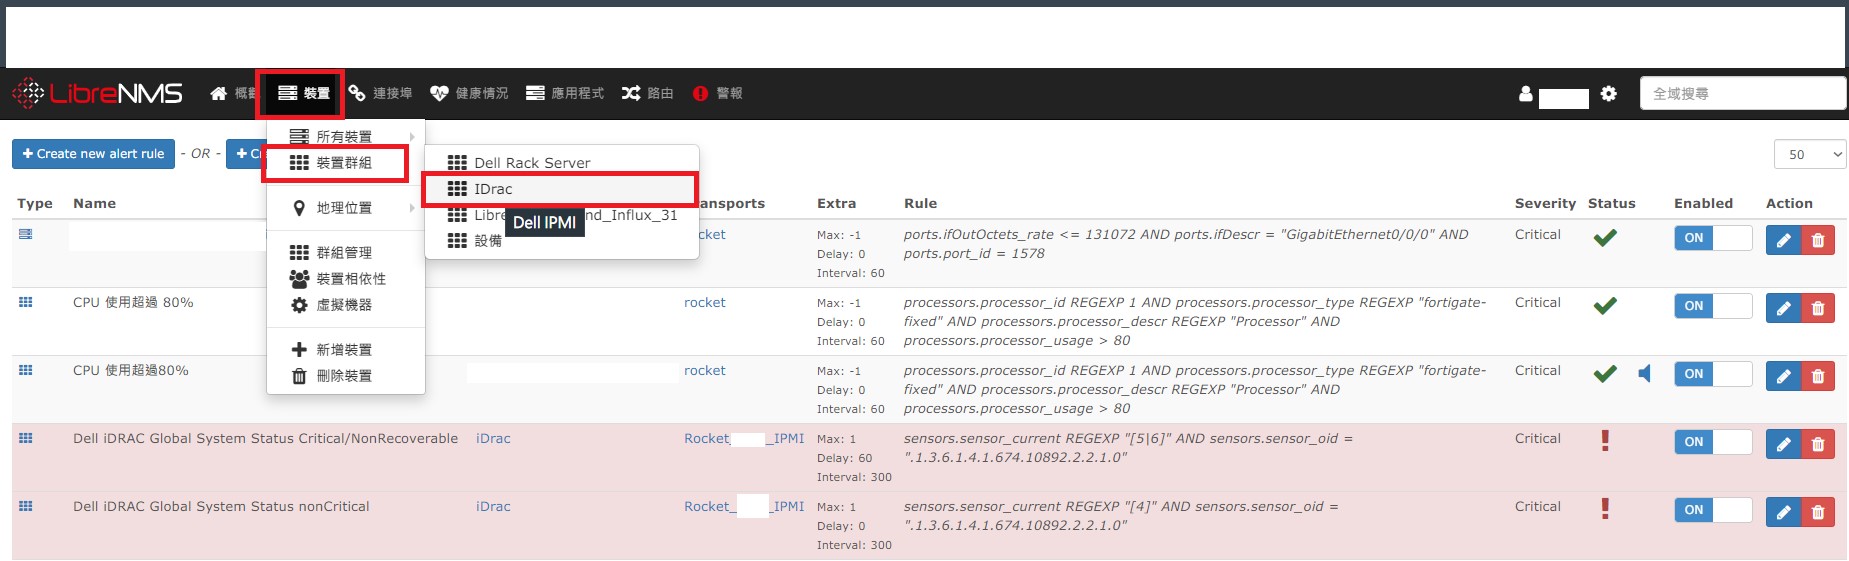 LibreNMS
裝置
連接埠
健康情況
應用程式
路由
警報
全域搜尋
Create new alert rule
- OR -
所有裝置
裝置群組
地理位置
群組管理
裝置相依性
虛擬機器
新增裝置
刪除裝置
Dell Rack Server
IDrac
Dell IPMI
設備
50
Type Name Extra Rule Severity Status Enabled Action
Max: -1
Delay: 0
Interval: 60
ports.ifOutOctets_rate <= 131072 AND ports.ifDescr = "GigabitEthernet0/0/0" AND
ports.port_id = 1578
Critical
ON
CPU 使用超過 80%
rocket
Max: -1
Delay: 0
Interval: 60
processors.processor_id REGEXP 1 AND processors.processor_type REGEXP "fortigate-
fixed" AND processors.processor_descr REGEXP "Processor" AND
processors.processor_usage > 80
Critical
ON
CPU 使用超過80%
rocket
Max: -1
Delay: 0
Interval: 60
processors.processor_id REGEXP 1 AND processors.processor_type REGEXP "fortigate-
fixed" AND processors.processor_descr REGEXP "Processor" AND
processors.processor_usage > 80
Critical
ON
Dell iDRAC Global System Status Critical/NonRecoverable
iDrac
Rocket_ _IPMI
Max: 1
Delay: 60
Interval: 300
sensors.sensor_current REGEXP "[5|6]" AND sensors.sensor_oid =
".1.3.6.1.4.1.674.10892.2.2.1.0"
Critical
ON
Dell iDRAC Global System Status nonCritical
iDrac
Rocket_ _IPMI
Max: 1
Delay: 0
Interval: 300
sensors.sensor_current REGEXP "[4]" AND sensors.sensor_oid =
".1.3.6.1.4.1.674.10892.2.2.1.0"
Critical
ON